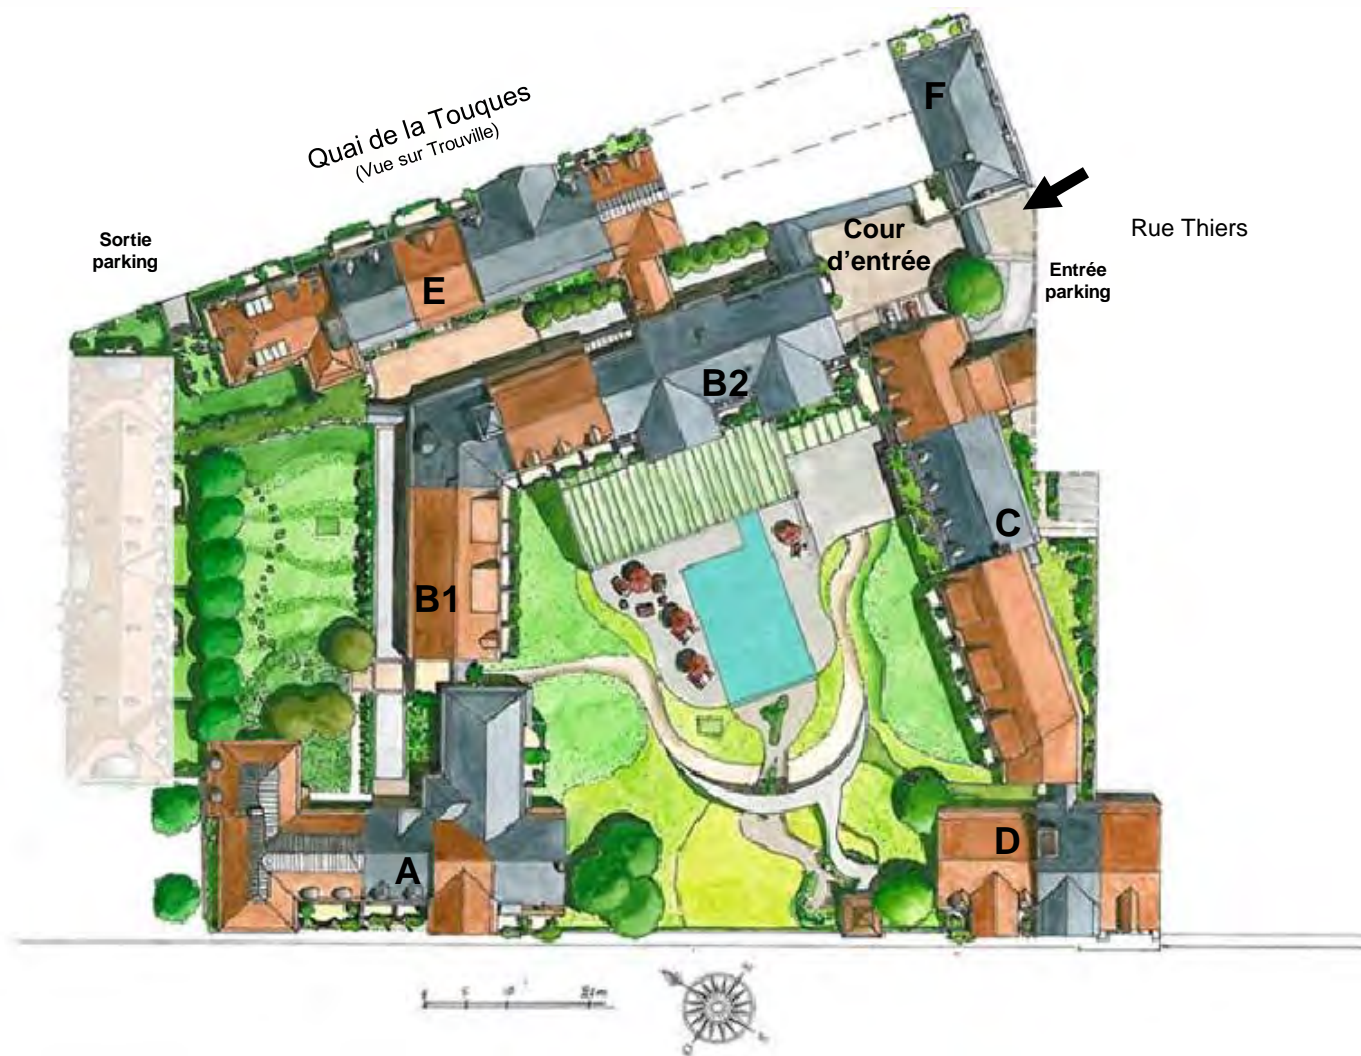 F
Quai de la Touques
(Vue sur Trouville)
Rue Thiers
Cour
d'entrée
Sortie
parking
Entrée
parking
E
B2
C
B1
D
A